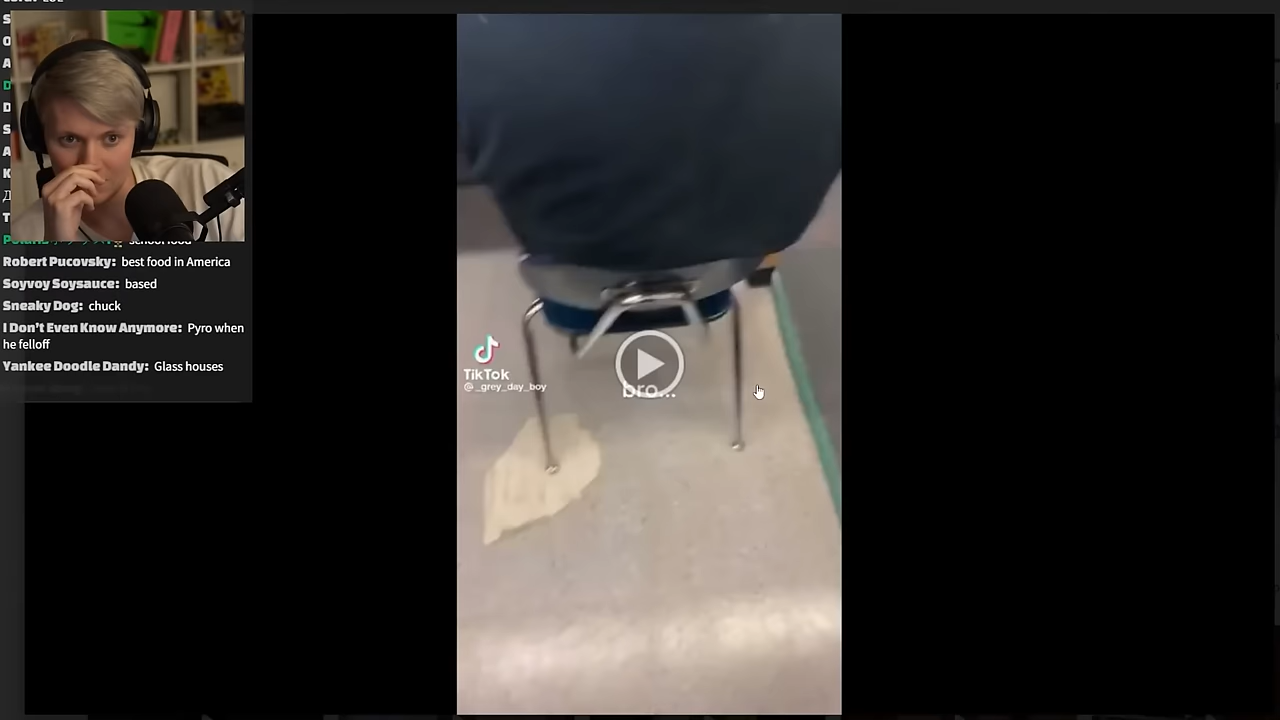 Robert Pucovsky: best food in America
Soyvoy Soysauce: based
Sneaky Dog: chuck
I Don't Even Know Anymore: Pyro when
he felloff
Yankee Doodle Dandy: Glass houses
TikTok
@_grey_day_boy
bro...